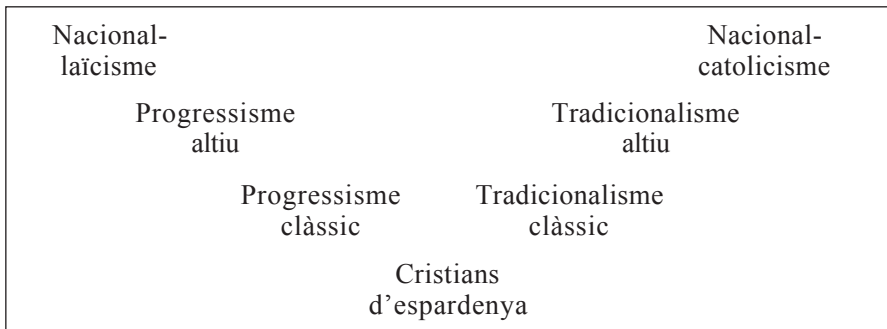 Nacional-
laïcisme
Nacional-
catolicisme
Progressisme
altiu
Tradicionalisme
altiu
Progressisme
clàssic
Tradicionalisme
clàssic
Cristians
d’espardenya